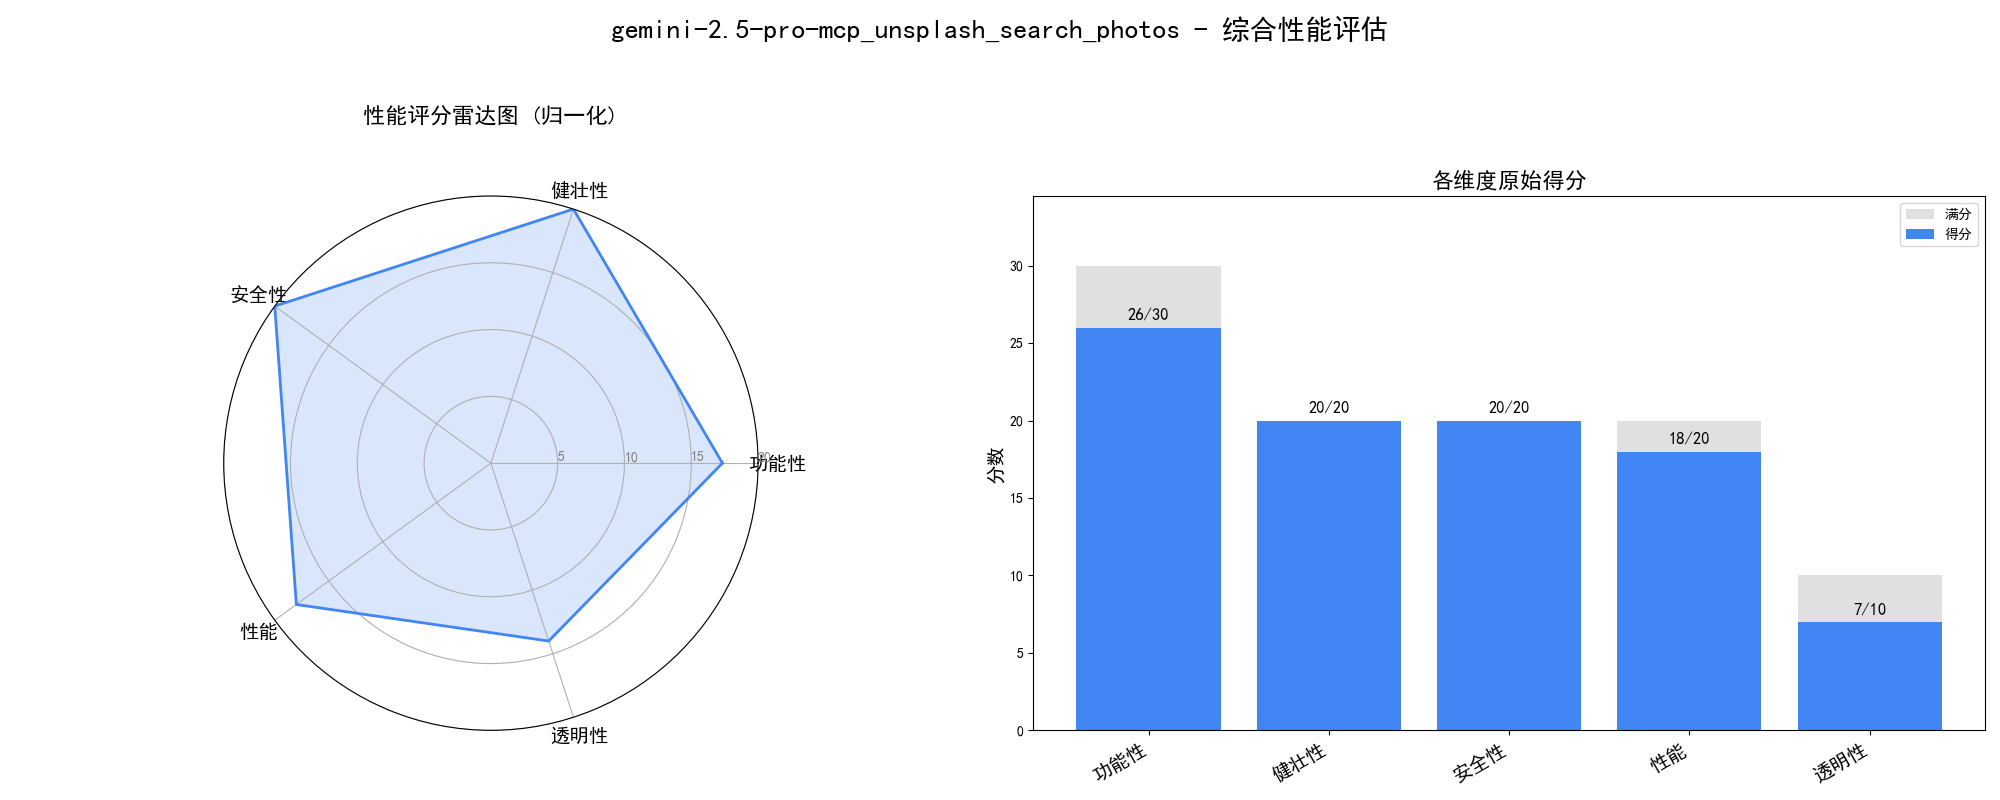 gemini-2.5-pro-mcp_unsplash_search_photos - 综合性能评估
性能评分雷达图 (归一化)
健壮性
安全性
功能性
5
10
15
20
性能
透明性
各维度原始得分
满分
得分
分数
30
25
20
15
10
5
0
26/30
20/20
20/20
18/20
7/10
功能性
健壮性
安全性
性能
透明性